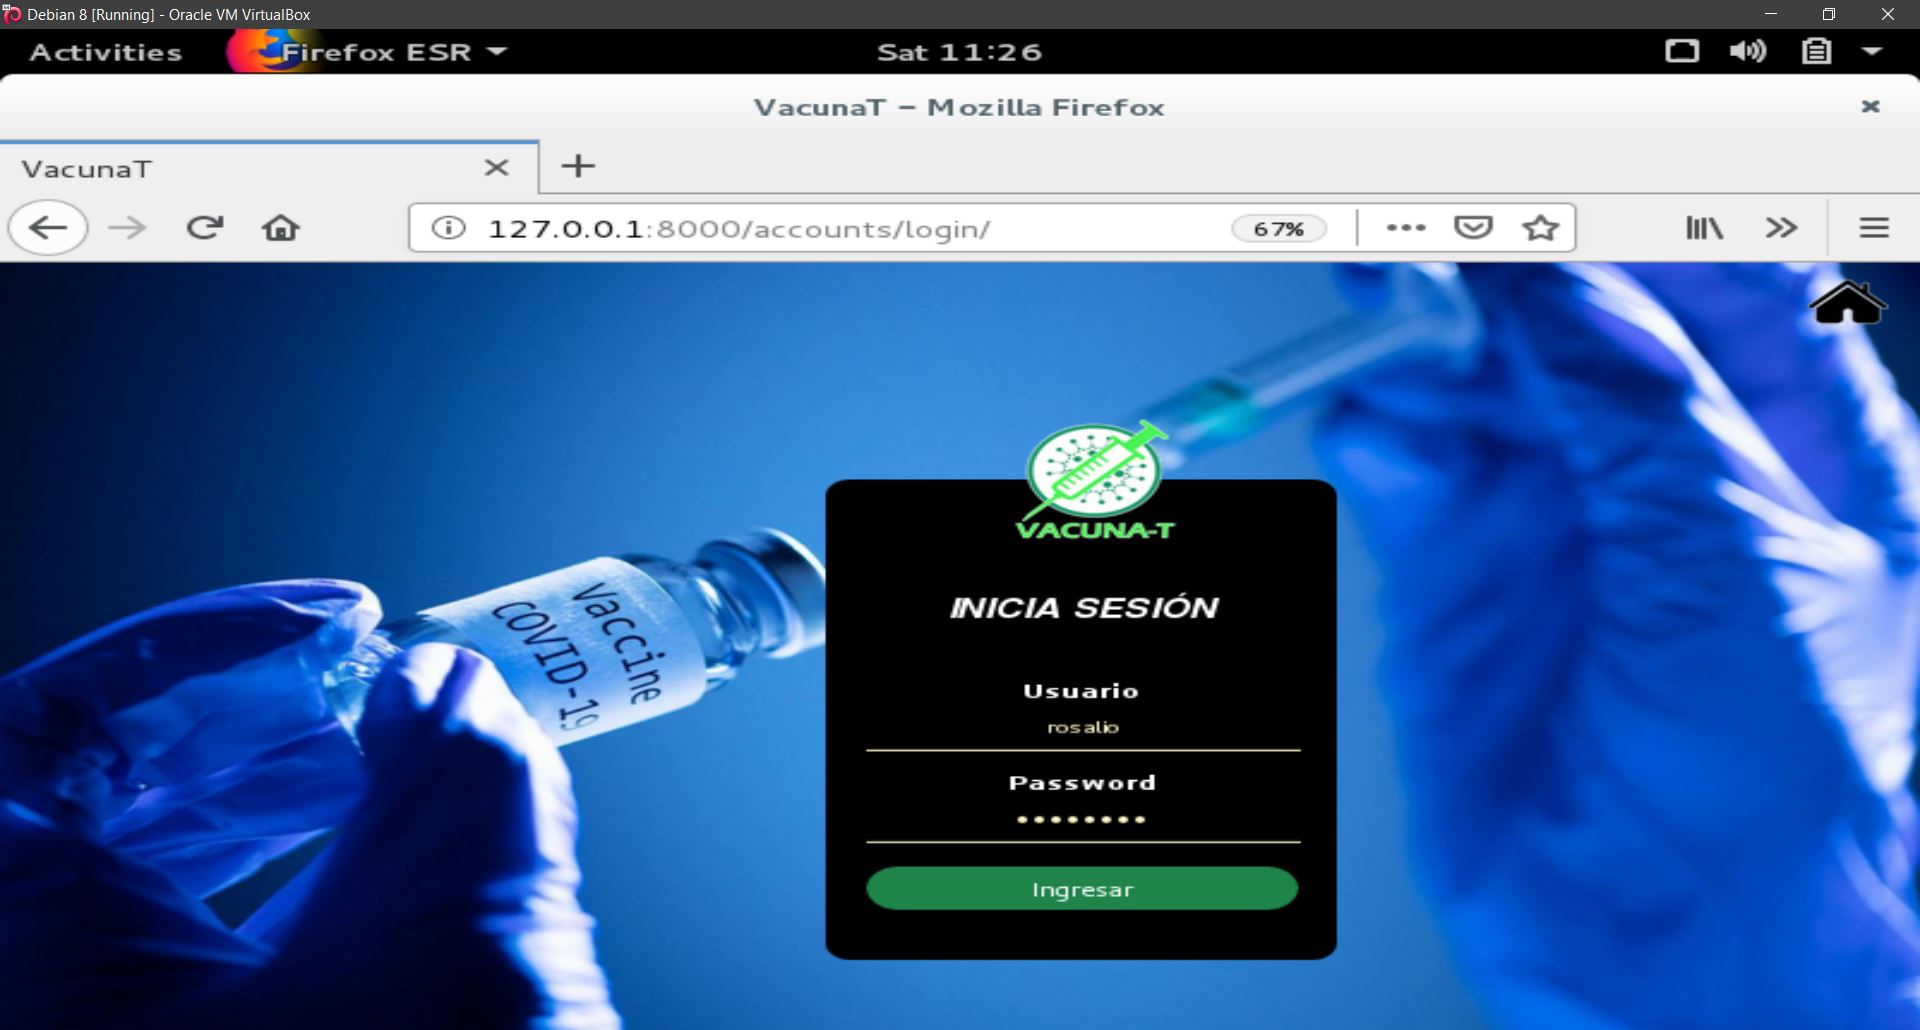 Debian 8 [Running] - Oracle VM VirtualBox
Activities
Firefox ESR
Sat 11:26
VacunaT - Mozilla Firefox
VacunaT
127.0.0.1:8000/accounts/login/
67%
VACUNA-T
INICIA SESIÓN
Vaccine
COVID-19
Usuario
rosalio
Password
Ingresar